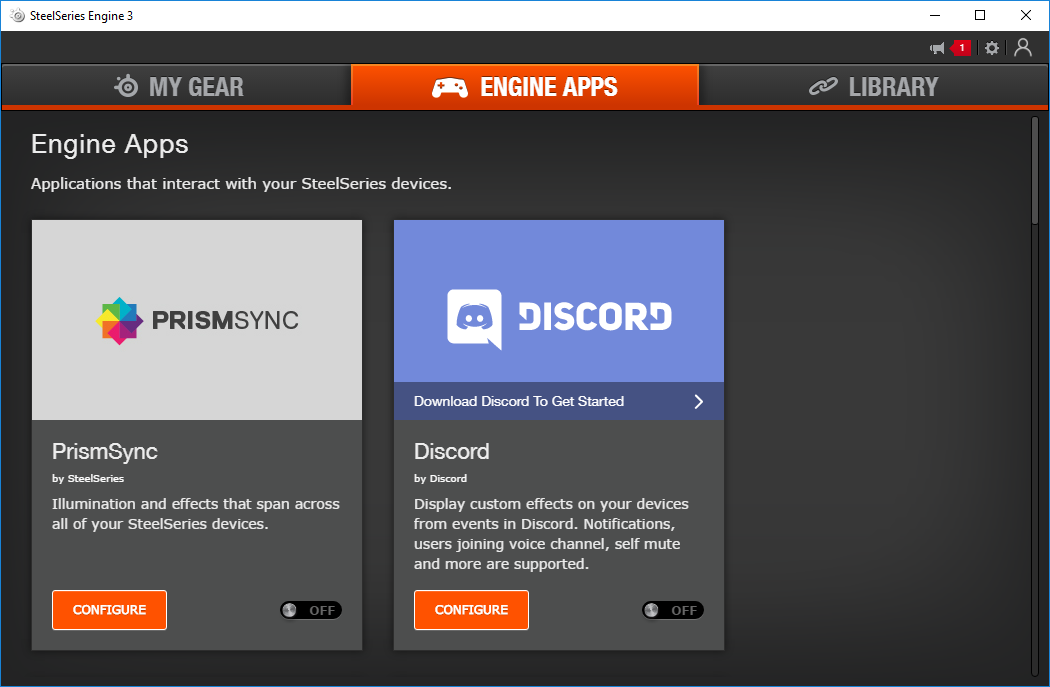 SteelSeries Engine 3
1
MY GEAR
ENGINE APPS
LIBRARY
Engine Apps
Applications that interact with your SteelSeries devices.
PRISMSYNC
DISCORD
Download Discord To Get Started
PrismSync
by SteelSeries
Illumination and effects that span across
all of your SteelSeries devices.
CONFIGURE
OFF
Discord
by Discord
Display custom effects on your devices
from events in Discord. Notifications,
users joining voice channel, self mute
and more are supported.
CONFIGURE
OFF